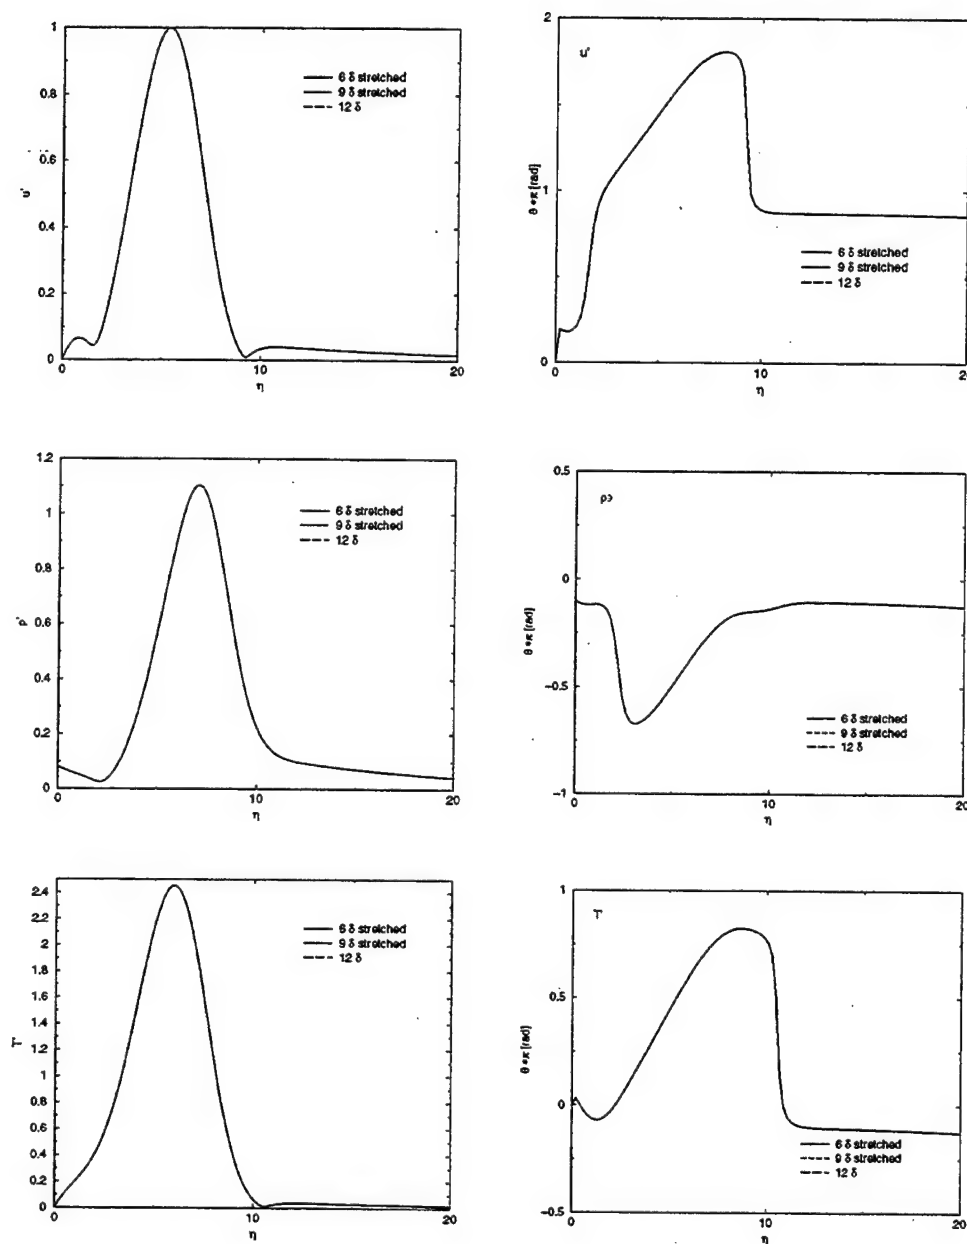 1
0.8
0.6
0.4
0.2
0
u'
0
10
20
η
6 δ stretched
9 δ stretched
12 δ
2
1
0
θ*π [rad]
u'
0
10
20
η
6 δ stretched
9 δ stretched
12 δ
1.2
1
0.8
0.6
0.4
0.2
0
0
10
20
η
6 δ stretched
9 δ stretched
12 δ
0.5
0
−0.5
−1
θ*π [rad]
0
10
20
η
6 δ stretched
9 δ stretched
12 δ
2.4
2.2
2
1.8
1.6
1.4
1.2
1
0.8
0.6
0.4
0.2
0
T'
0
10
20
η
6 δ stretched
9 δ stretched
12 δ
1
0.5
0
−0.5
θ*π [rad]
T'
0
10
20
η
6 δ stretched
9 δ stretched
12 δ